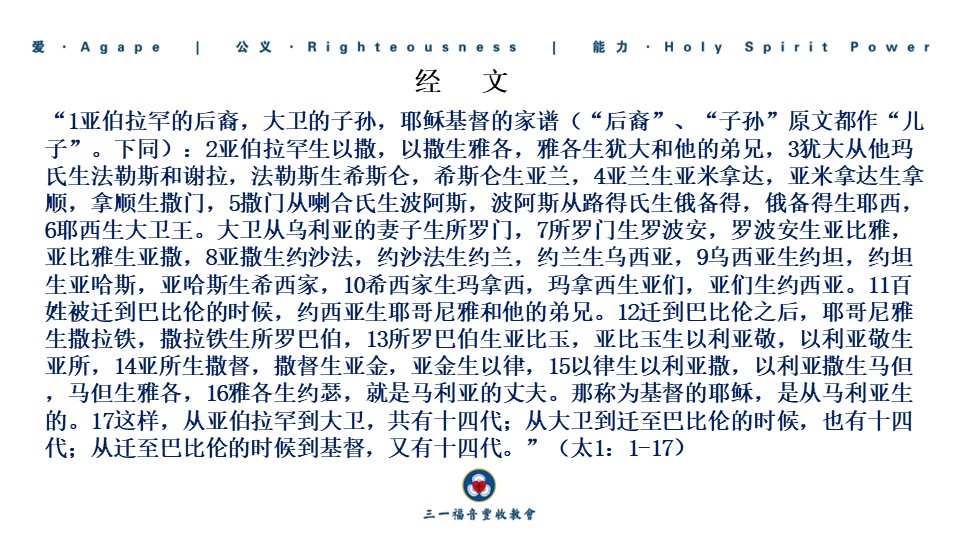 爱 · Agape | 公义 · Righteousness | 能力 · Holy Spirit Power
经 文
“1亚伯拉罕的后裔，大卫的子孙，耶稣基督的家谱（“后裔”、“子孙”原文都作“儿
子”。下同）：2亚伯拉罕生以撒，以撒生雅各，雅各生犹大和他的弟兄，3犹大从他玛
氏生法勒斯和谢拉，法勒斯生希斯仑，希斯仑生亚兰，4亚兰生亚米拿达，亚米拿达生拿
顺，拿顺生撒门，5撒门从喇合氏生波阿斯，波阿斯从路得氏生俄备得，俄备得生耶西，
6耶西生大卫王。大卫从乌利亚的妻子生所罗门，7所罗门生罗波安，罗波安生亚比雅，
亚比雅生亚撒，8亚撒生约沙法，约沙法生约兰，约兰生乌西亚，9乌西亚生约坦，约坦
生亚哈斯，亚哈斯生希西家，10希西家生玛拿西，玛拿西生亚们，亚们生约西亚。11百
姓被迁到巴比伦的时候，约西亚生耶哥尼雅和他的弟兄。12迁到巴比伦之后，耶哥尼雅
生撒拉铁，撒拉铁生所罗巴伯，13所罗巴伯生亚比玉，亚比玉生以利亚敬，以利亚敬生
亚所，14亚所生撒督，撒督生亚金，亚金生以律，15以律生以利亚撒，以利亚撒生马但
，马但生雅各，16雅各生约瑟，就是马利亚的丈夫。那称为基督的耶稣，是从马利亚生
的。17这样，从亚伯拉罕到大卫，共有十四代；从大卫到迁至巴比伦的时候，也有十四
代；从迁至巴比伦的时候到基督，又有十四代。”（太1：1-17）
三一福音豐收教會